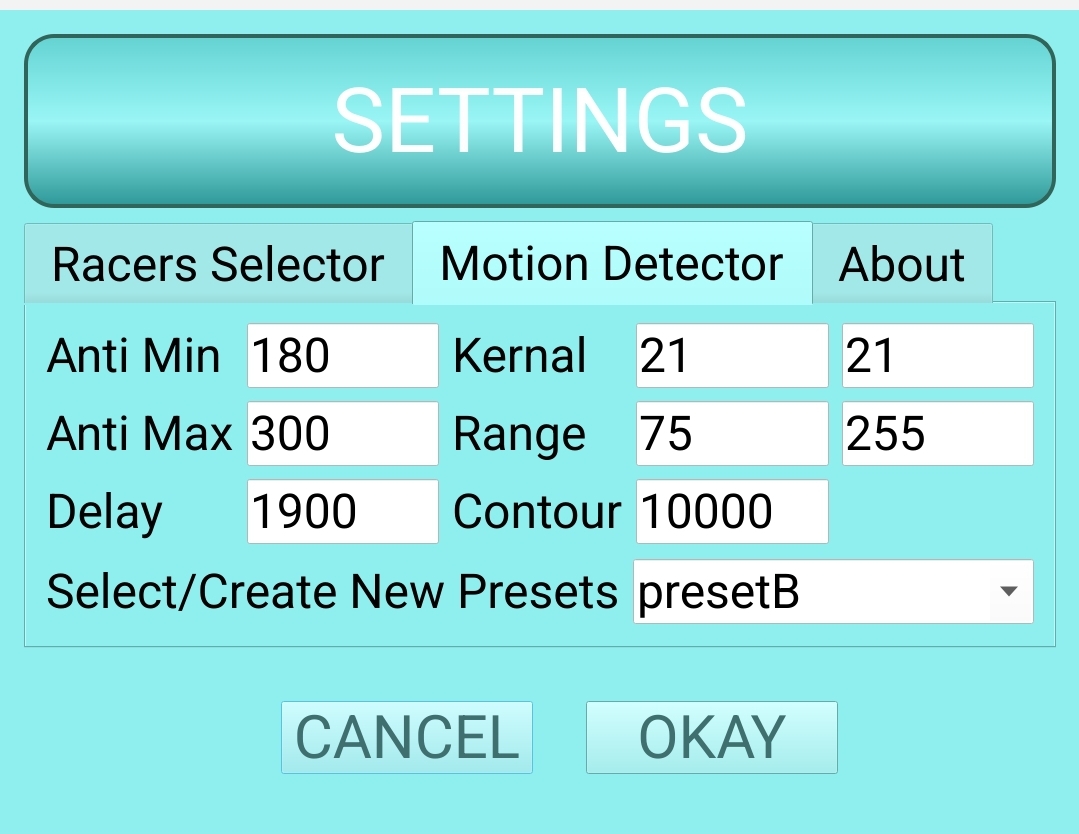 SETTINGS
Racers Selector Motion Detector About
Anti Min 180 Kernal 21 21
Anti Max 300 Range 75 255
Delay 1900 Contour 10000
Select/Create New Presets presetB
CANCEL OKAY